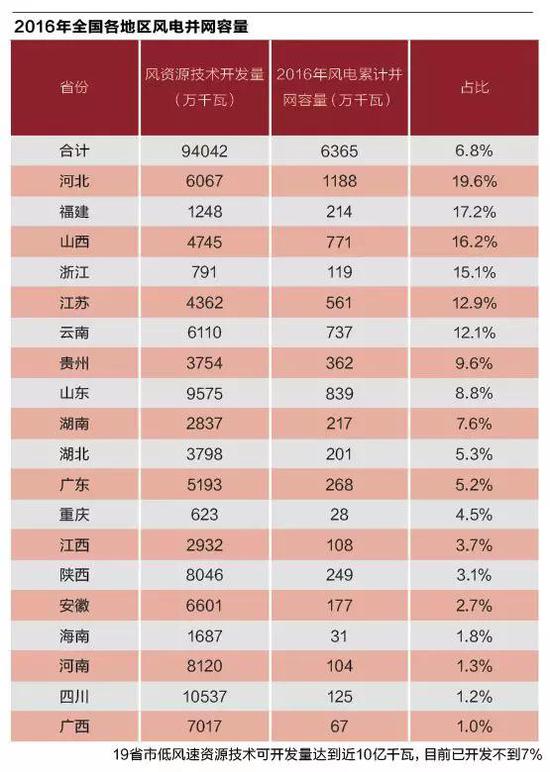 2016年全国各地区风电并网容量
省份 风资源技术开发量（万千瓦） 2016年风电累计并网容量（万千瓦） 占比
合计 94042 6365 6.8%
河北 6067 1188 19.6%
福建 1248 214 17.2%
山西 4745 771 16.2%
浙江 791 119 15.1%
江苏 4362 561 12.9%
云南 6110 737 12.1%
贵州 3754 362 9.6%
山东 9575 839 8.8%
湖南 2837 217 7.6%
湖北 3798 201 5.3%
广东 5193 268 5.2%
重庆 623 28 4.5%
江西 2932 108 3.7%
陕西 8046 249 3.1%
安徽 6601 177 2.7%
海南 1687 31 1.8%
河南 8120 104 1.3%
四川 10537 125 1.2%
广西 7017 67 1.0%
19省市低风速资源技术可开发量达到近10亿千瓦，目前已开发不到7%